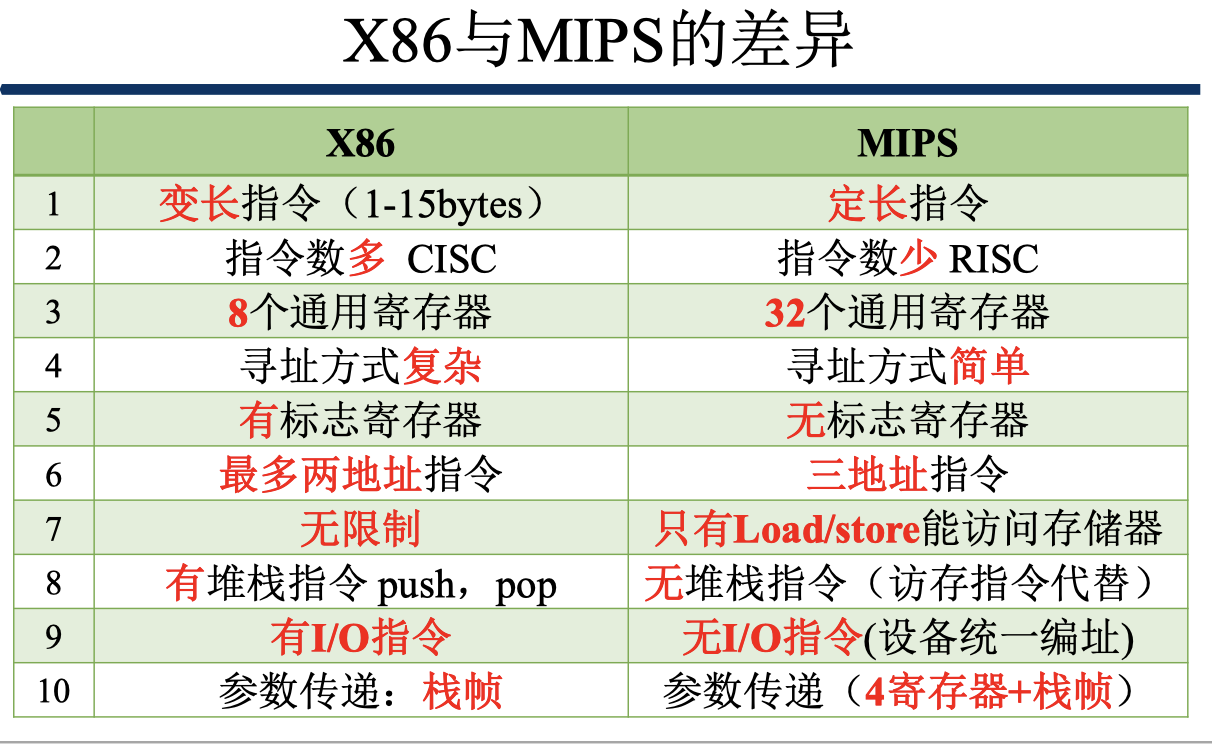 X86与MIPS的差异
X86 MIPS
1 变长指令（1-15bytes） 定长指令
2 指令数多 CISC 指令数少 RISC
3 8个通用寄存器 32个通用寄存器
4 寻址方式复杂 寻址方式简单
5 有标志寄存器 无标志寄存器
6 最多两地址指令 三地址指令
7 无限制 只有Load/store能访问存储器
8 有堆栈指令 push，pop 无堆栈指令（访存指令代替）
9 有I/O指令 无I/O指令(设备统一编址)
10 参数传递：栈帧 参数传递（4寄存器+栈帧）